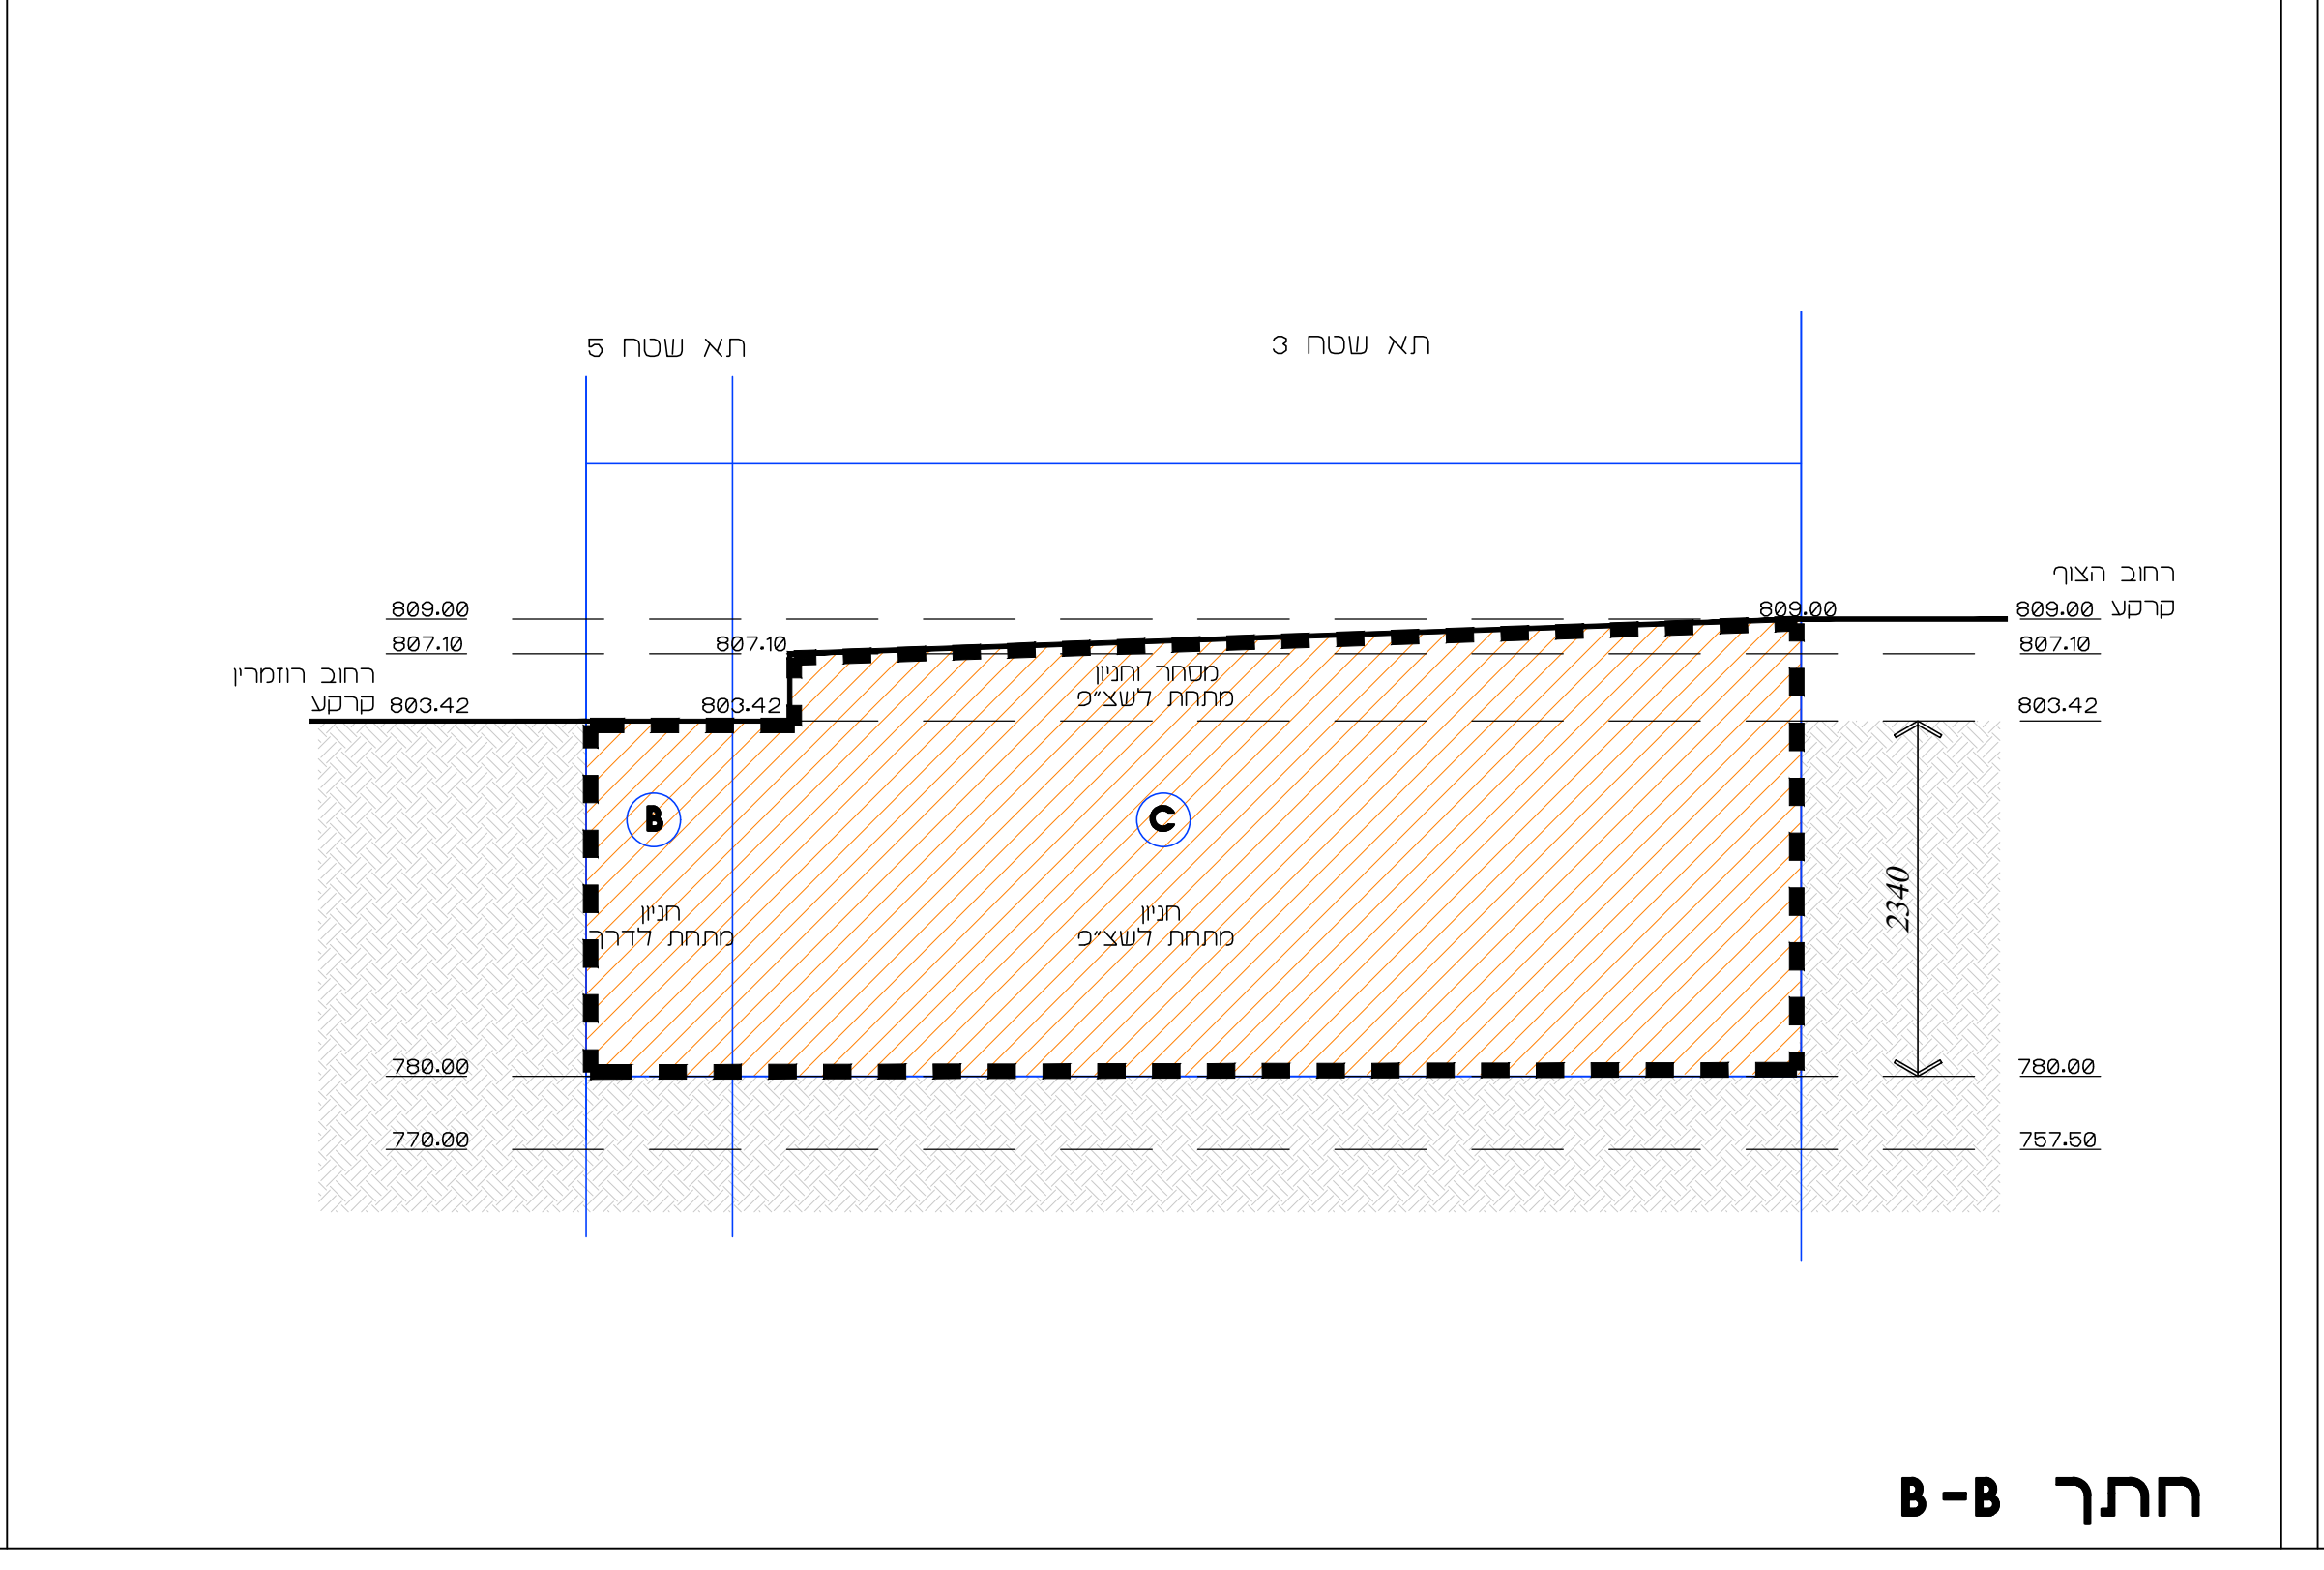 תא שטח 3
תא שטח 5
רחוב הצוף
קרקע 809.00
809.00
809.00
807.10
807.10
807.10
רחוב רוזמרין
קרקע 803.42
803.42
803.42
מסחר וחניון
מתחת לשצ"פ
B
C
2340
חניון
מתחת לדרך
חניון
מתחת לשצ"פ
780.00
780.00
770.00
757.50
חתך B-B